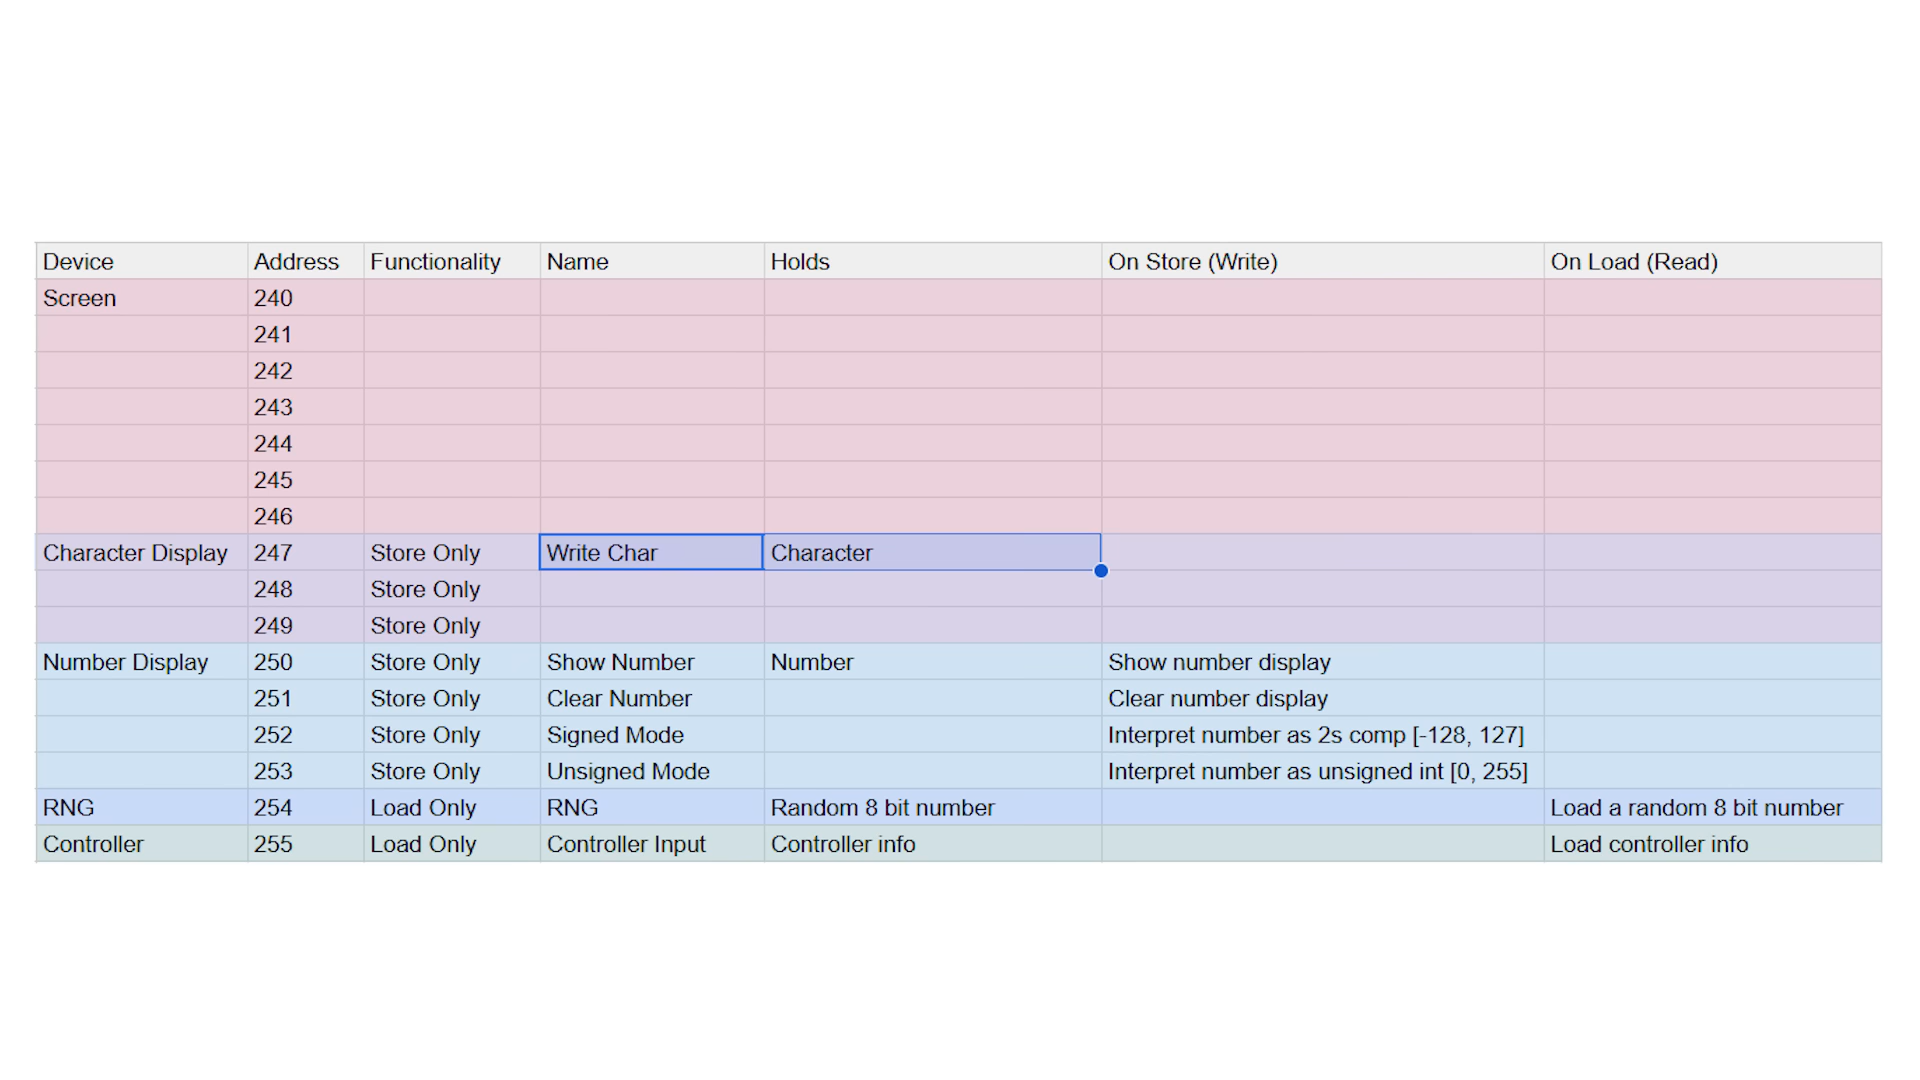 Device Address Functionality Name Holds On Store (Write) On Load (Read)
Screen 240
241
242
243
244
245
246
Character Display 247 Store Only Write Char Character
248 Store Only
249 Store Only
Number Display 250 Store Only Show Number Number Show number display
251 Store Only Clear Number Clear number display
252 Store Only Signed Mode Interpret number as 2s comp [-128, 127]
253 Store Only Unsigned Mode Interpret number as unsigned int [0, 255]
RNG 254 Load Only RNG Random 8 bit number Load a random 8 bit number
Controller 255 Load Only Controller Input Controller info Load controller info